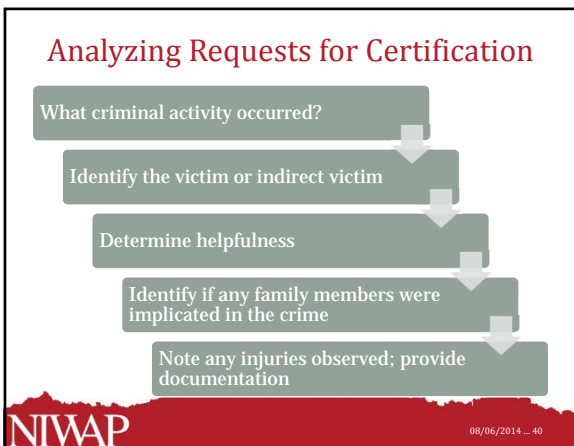 Analyzing Requests for Certification
What criminal activity occurred?
Identify the victim or indirect victim
Determine helpfulness
Identify if any family members were
implicated in the crime
Note any injuries observed; provide
documentation
NIWAP
08/06/2014 ... 40